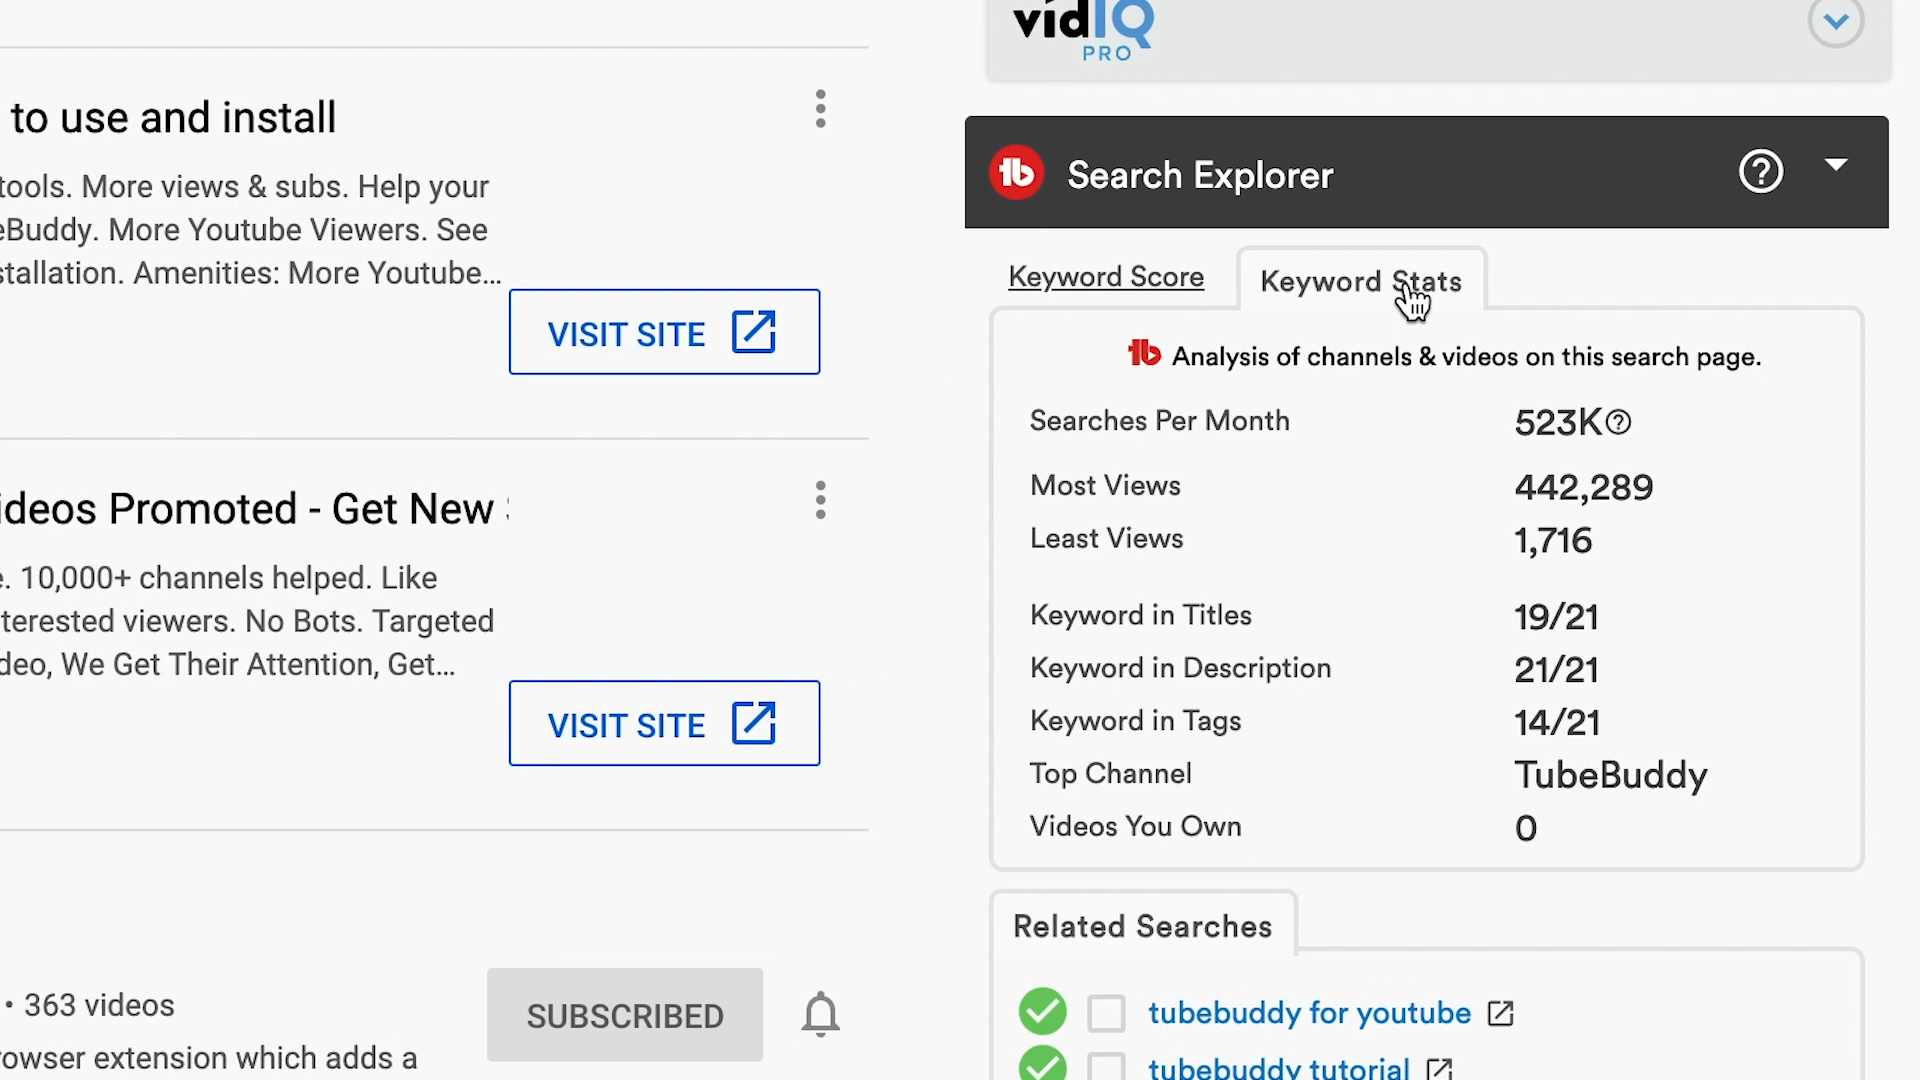 to use and install
tools. More views & subs. Help your
eBuddy. More Youtube Viewers. See
stallation. Amenities: More Youtube...
VISIT SITE
ideos Promoted - Get New
e. 10,000+ channels helped. Like
terested viewers. No Bots. Targeted
deo, We Get Their Attention, Get...
VISIT SITE
• 363 videos
SUBSCRIBED
rowser extension which adds a
vidIQ
PRO
tb Search Explorer ?
Keyword Score Keyword Stats
tb Analysis of channels & videos on this search page.
Searches Per Month 523K ?
Most Views 442,289
Least Views 1,716
Keyword in Titles 19/21
Keyword in Description 21/21
Keyword in Tags 14/21
Top Channel TubeBuddy
Videos You Own 0
Related Searches
tubebuddy for youtube
tubebuddy tutorial